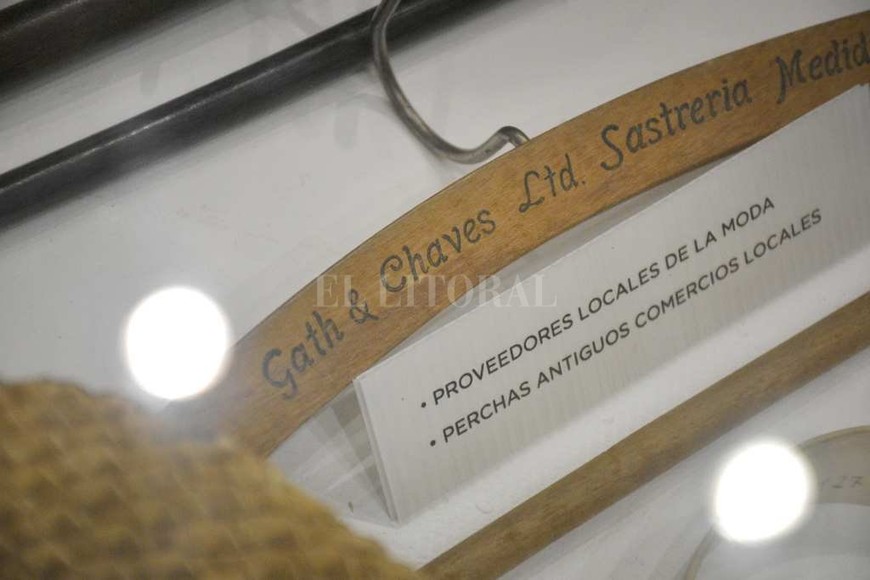 Gath & Chaves Ltd. Sastreria Medid
EL LITORAL
• PROVEEDORES LOCALES DE LA MODA
• PERCHAS ANTIGUOS COMERCIOS LOCALES